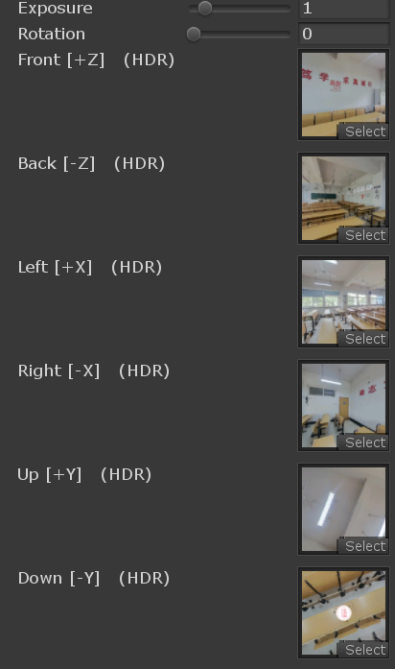 Exposure 1
Rotation 0
Front [+Z] (HDR)
Select
Back [-Z] (HDR)
Select
Left [+X] (HDR)
Select
Right [-X] (HDR)
Select
Up [+Y] (HDR)
Select
Down [-Y] (HDR)
Select